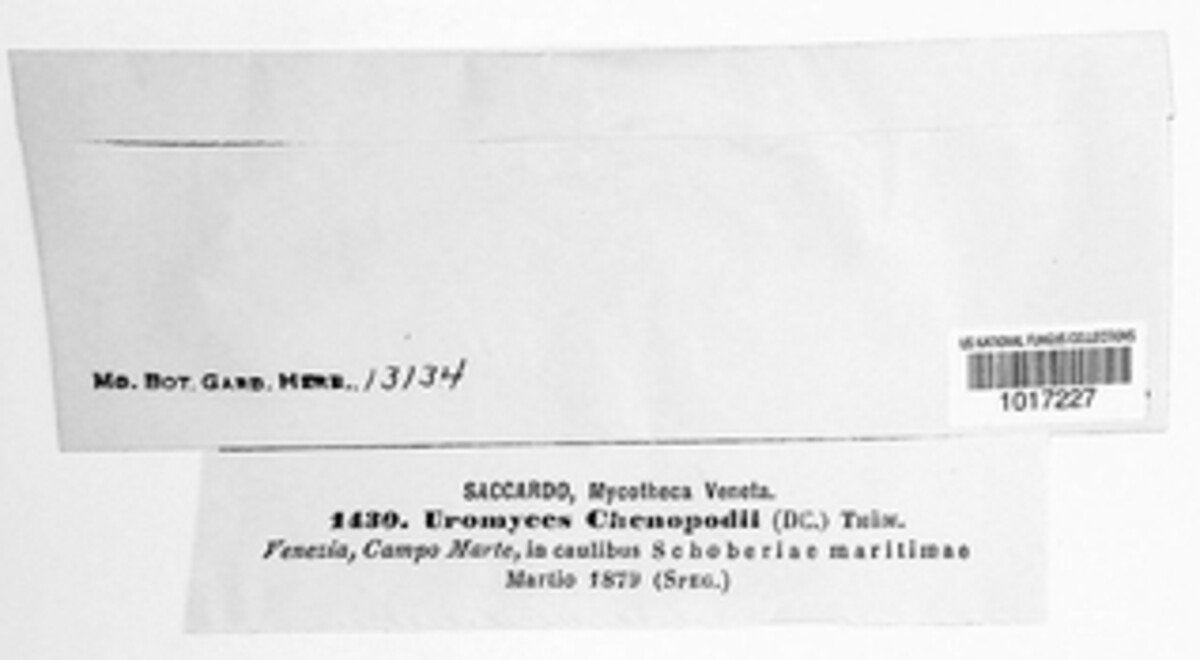 Mo. Bot. Gard. Herb. 13134
US NATIONAL FUNGUS COLLECTIONS
1017227
SACCARDO, Mycotheca Veneta.
1430. Uromyces Chenopodii (DC.) Thüm.
Venezia, Campo Marte, in caulibus Schoberiae maritimae
Martio 1879 (Speg.)